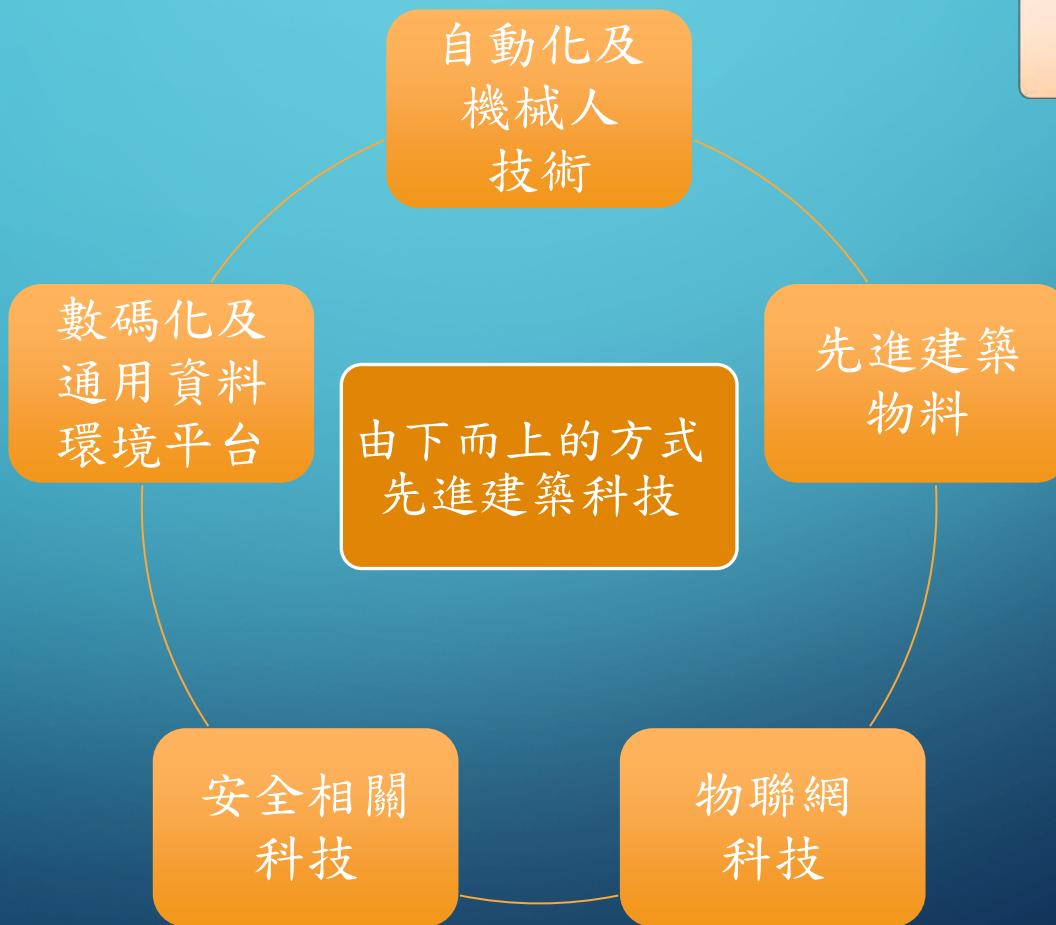 自動化及
機械人
技術
數碼化及
通用資料
環境平台
先進建築
物料
由下而上的方式
先進建築科技
安全相關
科技
物聯網
科技